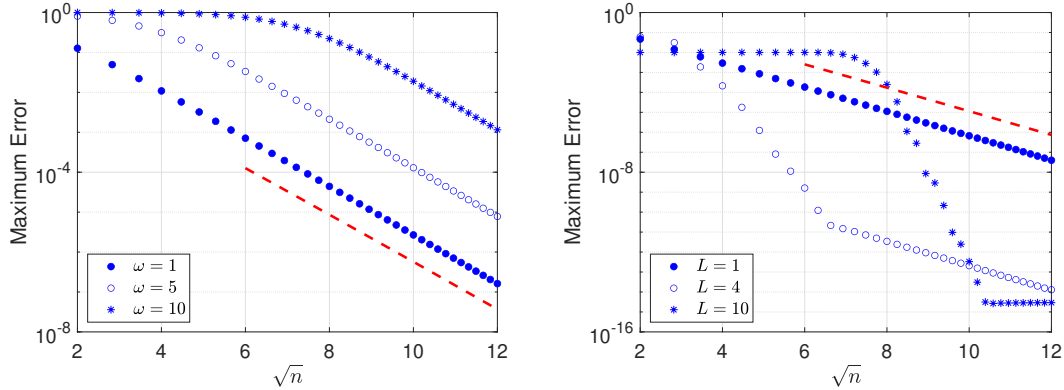 10^0
10^-4
10^-8
Maximum Error
2 4 6 8 10 12
√n
ω = 1
ω = 5
ω = 10
10^0
10^-8
10^-16
Maximum Error
2 4 6 8 10 12
√n
L = 1
L = 4
L = 10